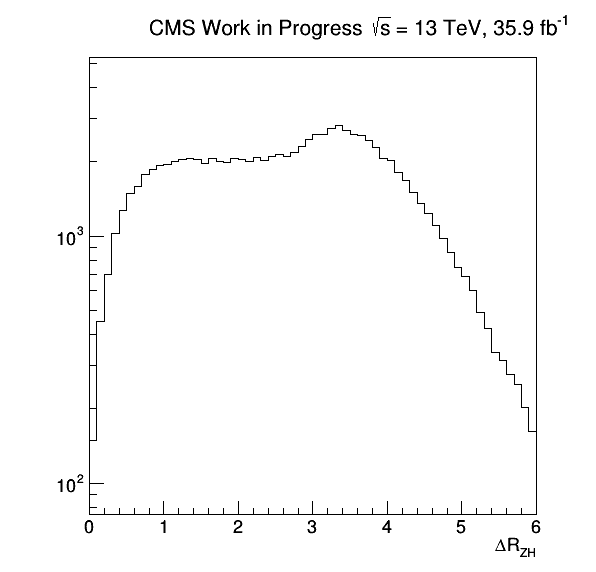 CMS Work in Progress √s = 13 TeV, 35.9 fb⁻¹
10³
10²
0 1 2 3 4 5 6
ΔR_ZH